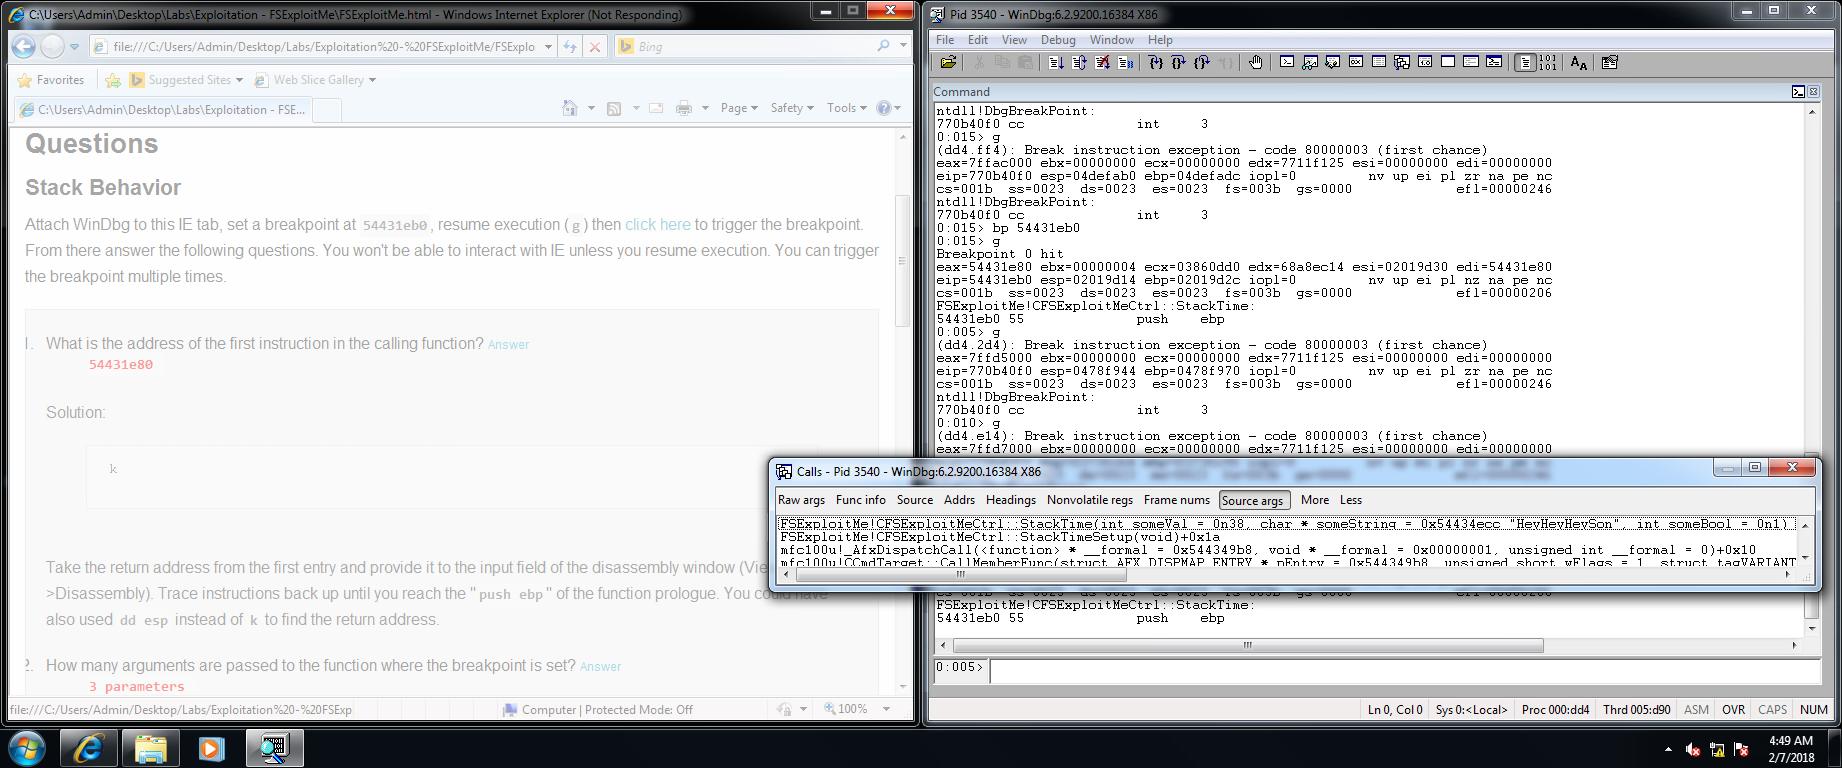 C:\Users\Admin\Desktop\Labs\Exploitation - FSExploitMe\FSExploitMe.html - Windows Internet Explorer (Not Responding)
file:///C:/Users/Admin/Desktop/Labs/Exploitation%20-%20FSExploitMe/FSExplo
Bing
Favorites
Suggested Sites
Web Slice Gallery
C:\Users\Admin\Desktop\Labs\Exploitation - FSE...
Page
Safety
Tools
Questions
Stack Behavior
Attach WinDbg to this IE tab, set a breakpoint at 54431eb0, resume execution (g) then click here to trigger the breakpoint.
From there answer the following questions. You won't be able to interact with IE unless you resume execution. You can trigger
the breakpoint multiple times.
1. What is the address of the first instruction in the calling function? Answer
54431e80
Solution:
k
Take the return address from the first entry and provide it to the input field of the disassembly window (Vie
>Disassembly). Trace instructions back up until you reach the "push ebp" of the function prologue. You could have
also used dd esp instead of k to find the return address.
2. How many arguments are passed to the function where the breakpoint is set? Answer
3 parameters
file:///C:/Users/Admin/Desktop/Labs/Exploitation%20-%20FSExp
Computer | Protected Mode: Off
100%
Pid 3540 - WinDbg:6.2.9200.16384 X86
File Edit View Debug Window Help
Command
ntdll!DbgBreakPoint:
770b40f0 cc int 3
0:015> g
(dd4.ff4): Break instruction exception - code 80000003 (first chance)
eax=7ffac000 ebx=00000000 ecx=00000000 edx=7711f125 esi=00000000 edi=00000000
eip=770b40f0 esp=04defab0 ebp=04defadc iopl=0 nv up ei pl zr na pe nc
cs=001b ss=0023 ds=0023 es=0023 fs=003b gs=0000 efl=00000246
ntdll!DbgBreakPoint:
770b40f0 cc int 3
0:015> bp 54431eb0
0:015> g
Breakpoint 0 hit
eax=54431e80 ebx=00000004 ecx=03860dd0 edx=68a8ec14 esi=02019d30 edi=54431e80
eip=54431eb0 esp=02019d14 ebp=02019d2c iopl=0 nv up ei pl nz na pe nc
cs=001b ss=0023 ds=0023 es=0023 fs=003b gs=0000 efl=00000206
FSExploitMe!CFSExploitMeCtrl::StackTime:
54431eb0 55 push ebp
0:005> g
(dd4.2d4): Break instruction exception - code 80000003 (first chance)
eax=7ffd5000 ebx=00000000 ecx=00000000 edx=7711f125 esi=00000000 edi=00000000
eip=770b40f0 esp=0478f944 ebp=0478f970 iopl=0 nv up ei pl zr na pe nc
cs=001b ss=0023 ds=0023 es=0023 fs=003b gs=0000 efl=00000246
ntdll!DbgBreakPoint:
770b40f0 cc int 3
0:010> g
(dd4.e14): Break instruction exception - code 80000003 (first chance)
eax=7ffd7000 ebx=00000000 ecx=00000000 edx=7711f125 esi=00000000 edi=00000000
Calls - Pid 3540 - WinDbg:6.2.9200.16384 X86
Raw args Func info Source Addrs Headings Nonvolatile regs Frame nums Source args More Less
FSExploitMe!CFSExploitMeCtrl::StackTime(int someVal = 0n38, char * someString = 0x54434ecc "HeyHeyHeySon", int someBool = 0n1)
FSExploitMe!CFSExploitMeCtrl::StackTimeSetup(void)+0x1a
mfc100u!_AfxDispatchCall(<function> * __formal = 0x544349b8, void * __formal = 0x00000001, unsigned int __formal = 0)+0x10
mfc100u!CCmdTarget::CallMemberFunc(struct AFX_DISPMAP_ENTRY * pEntry = 0x544349b8, unsigned short wFlags = 1, struct tagVARIANT
FSExploitMe!CFSExploitMeCtrl::StackTime:
54431eb0 55 push ebp
0:005>
Ln 0, Col 0 Sys 0:<Local> Proc 000:dd4 Thrd 005:d90 ASM OVR CAPS NUM
4:49 AM
2/7/2018